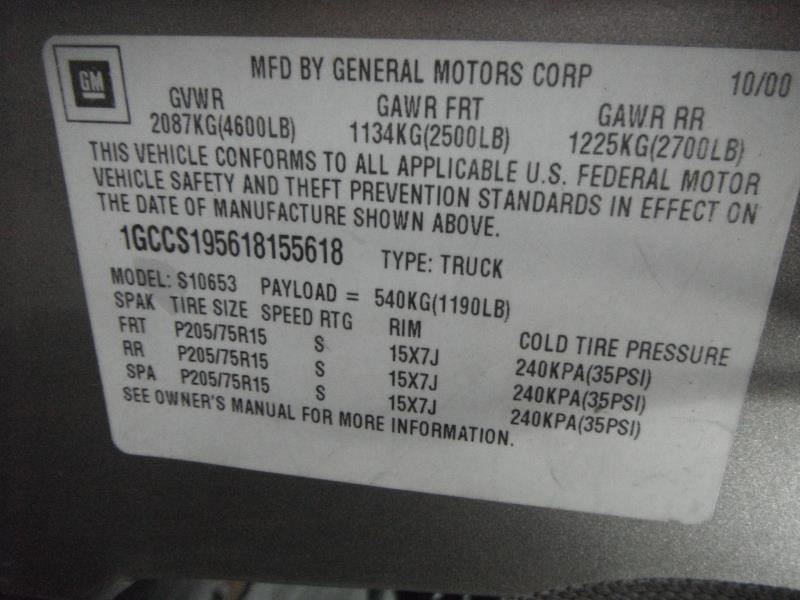 GM MFD BY GENERAL MOTORS CORP 10/00
GVWR GAWR FRT GAWR RR
2087KG(4600LB) 1134KG(2500LB) 1225KG(2700LB)
THIS VEHICLE CONFORMS TO ALL APPLICABLE U.S. FEDERAL MOTOR
VEHICLE SAFETY AND THEFT PREVENTION STANDARDS IN EFFECT ON
THE DATE OF MANUFACTURE SHOWN ABOVE.
1GCCS195618155618 TYPE: TRUCK
MODEL: S10653 PAYLOAD = 540KG(1190LB)
SPAK TIRE SIZE SPEED RTG RIM COLD TIRE PRESSURE
FRT P205/75R15 S 15X7J 240KPA(35PSI)
RR P205/75R15 S 15X7J 240KPA(35PSI)
SPA P205/75R15 S 15X7J 240KPA(35PSI)
SEE OWNER'S MANUAL FOR MORE INFORMATION.